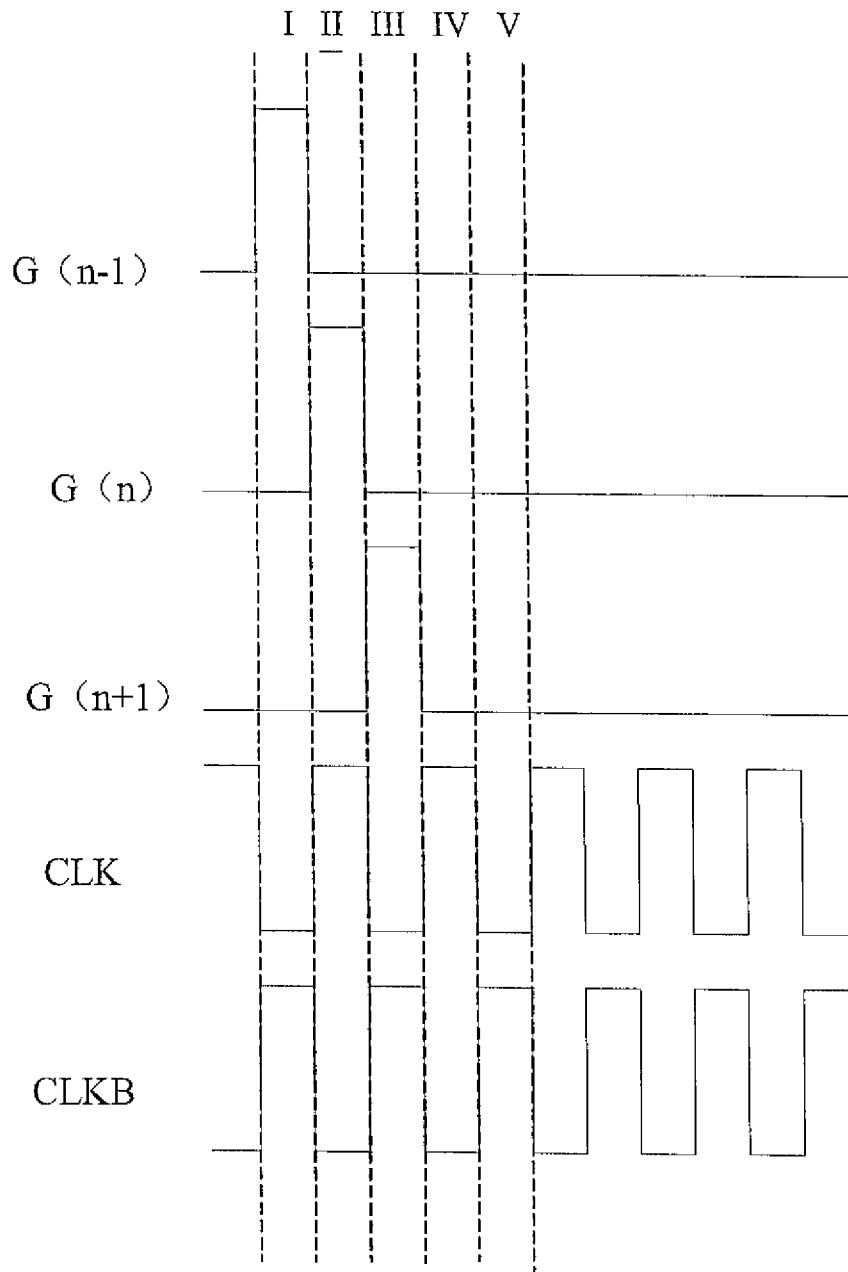 I II III IV V
G（n-1）
G（n）
G（n+1）
CLK
CLKB